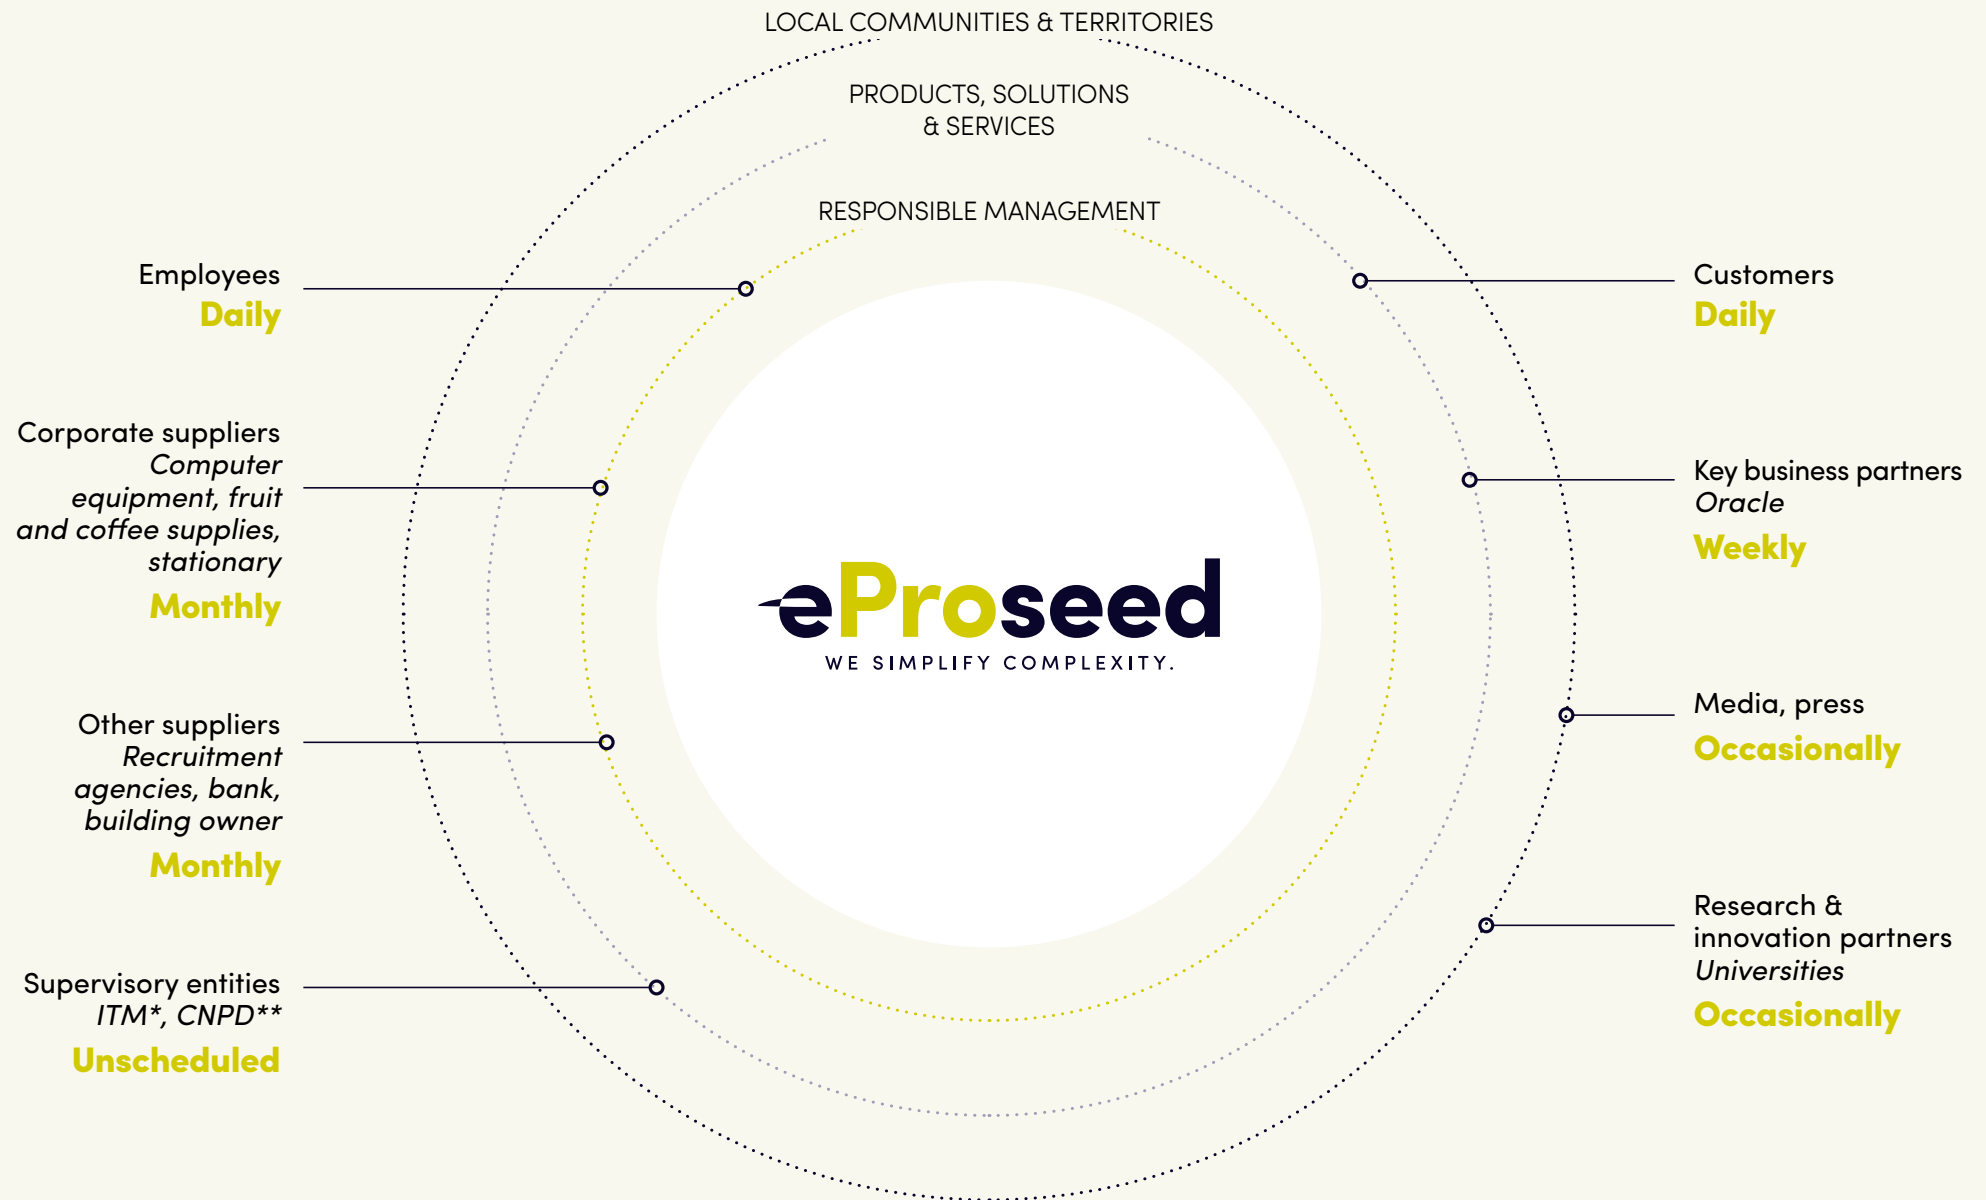 LOCAL COMMUNITIES & TERRITORIES
PRODUCTS, SOLUTIONS
& SERVICES
RESPONSIBLE MANAGEMENT
Employees
Daily
Corporate suppliers
Computer
equipment, fruit
and coffee supplies,
stationary
Monthly
Other suppliers
Recruitment
agencies, bank,
building owner
Monthly
Supervisory entities
ITM*, CNPD**
Unscheduled
eProseed
WE SIMPLIFY COMPLEXITY.
Customers
Daily
Key business partners
Oracle
Weekly
Media, press
Occasionally
Research &
innovation partners
Universities
Occasionally